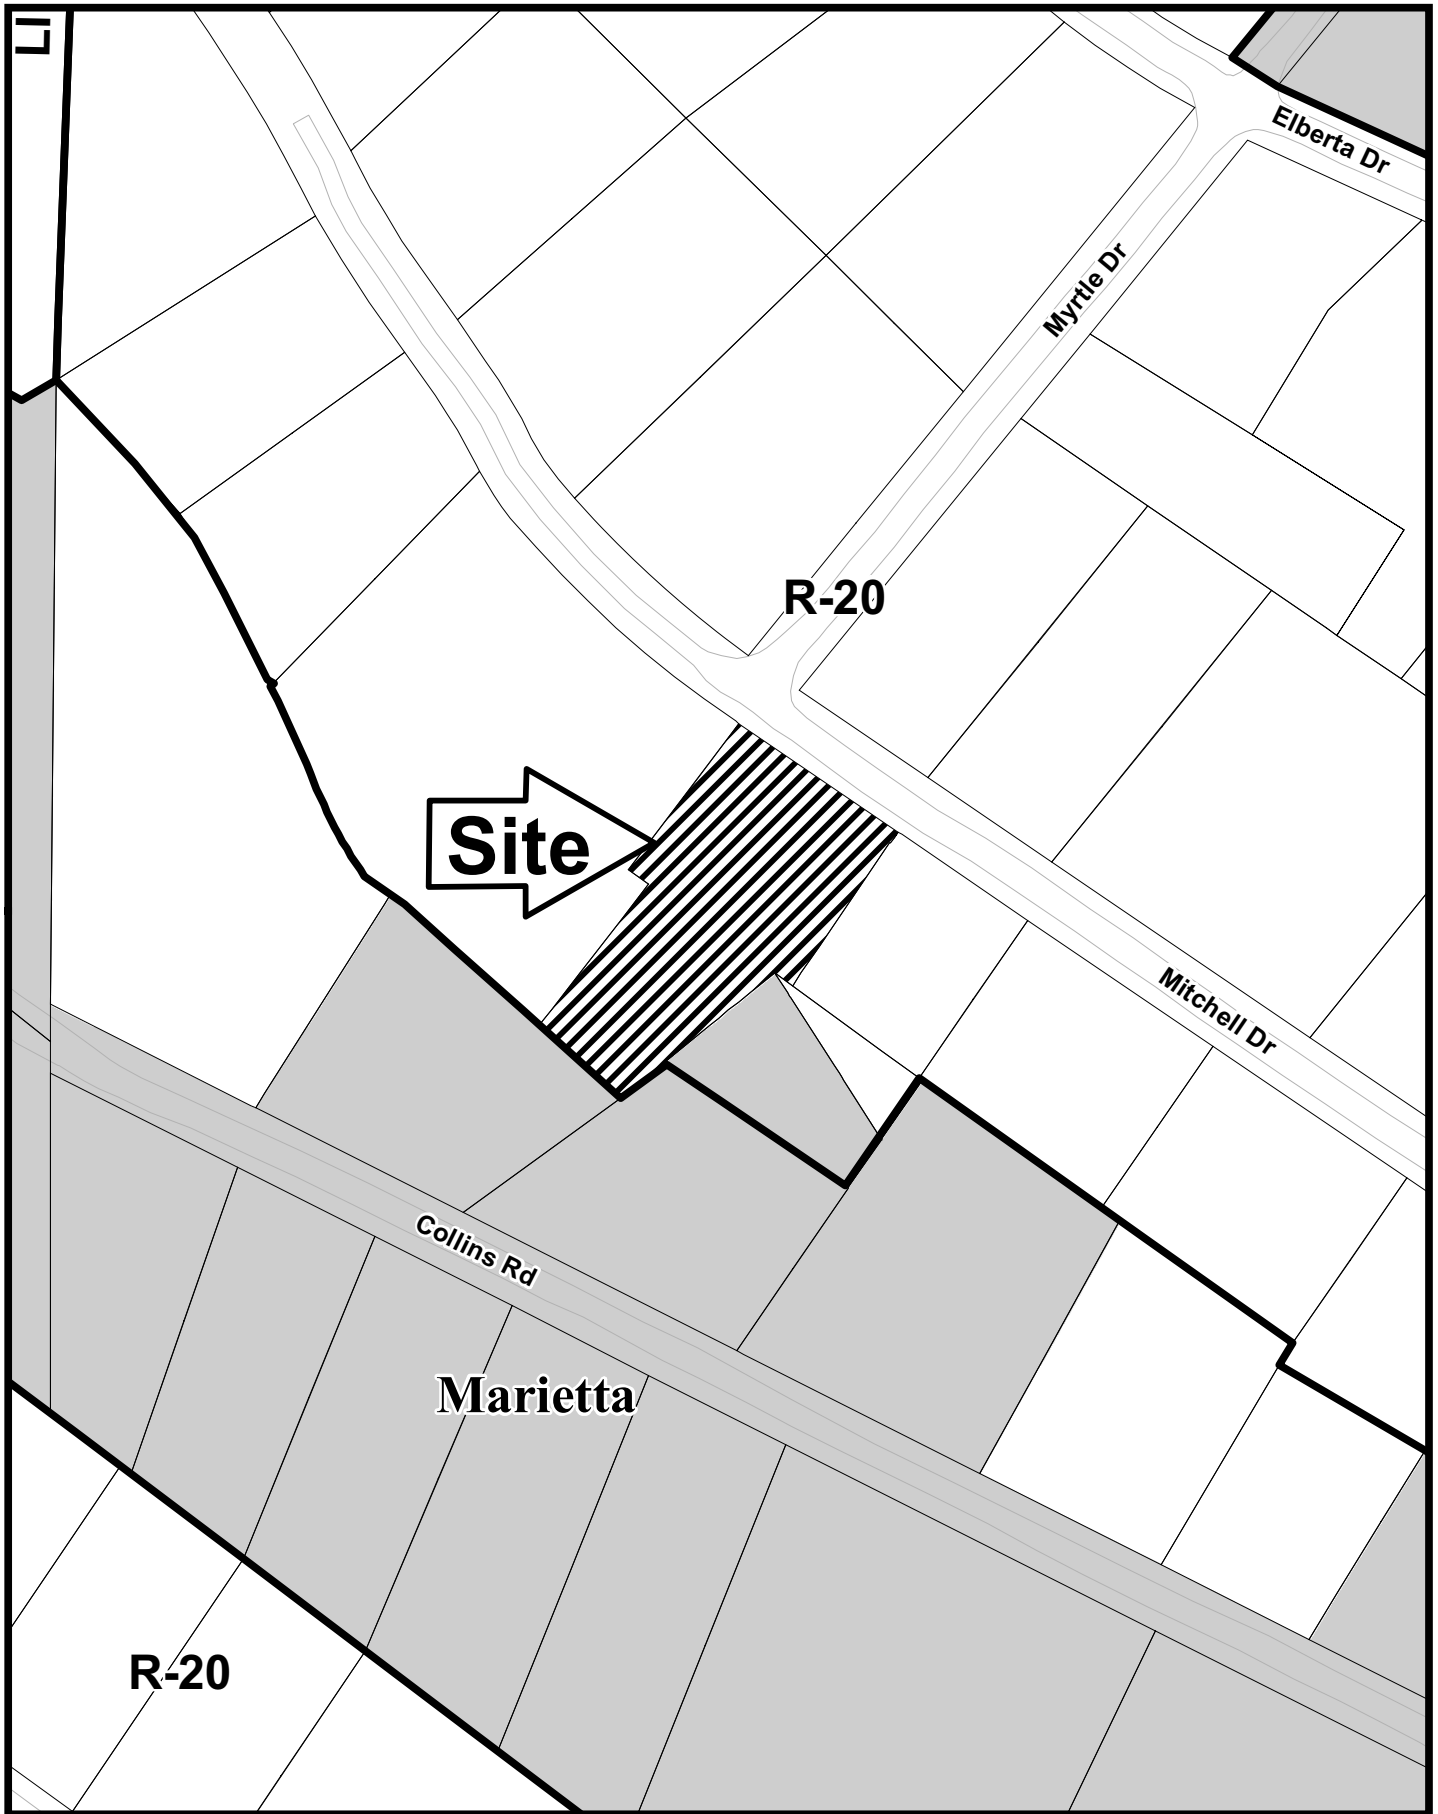 LI
Elberta Dr
Myrtle Dr
R-20
Site
Mitchell Dr
Collins Rd
Marietta
R-20